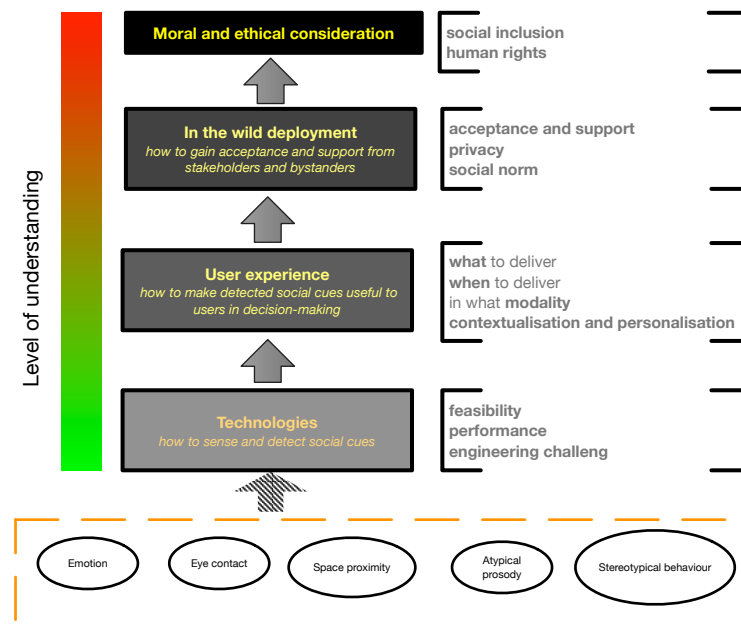 Moral and ethical consideration
social inclusion
human rights
In the wild deployment
how to gain acceptance and support from
stakeholders and bystanders
acceptance and support
privacy
social norm
Level of understanding
User experience
how to make detected social cues useful to
users in decision-making
what to deliver
when to deliver
in what modality
contextualisation and personalisation
Technologies
how to sense and detect social cues
feasibility
performance
engineering challeng
Emotion
Eye contact
Space proximity
Atypical
prosody
Stereotypical behaviour